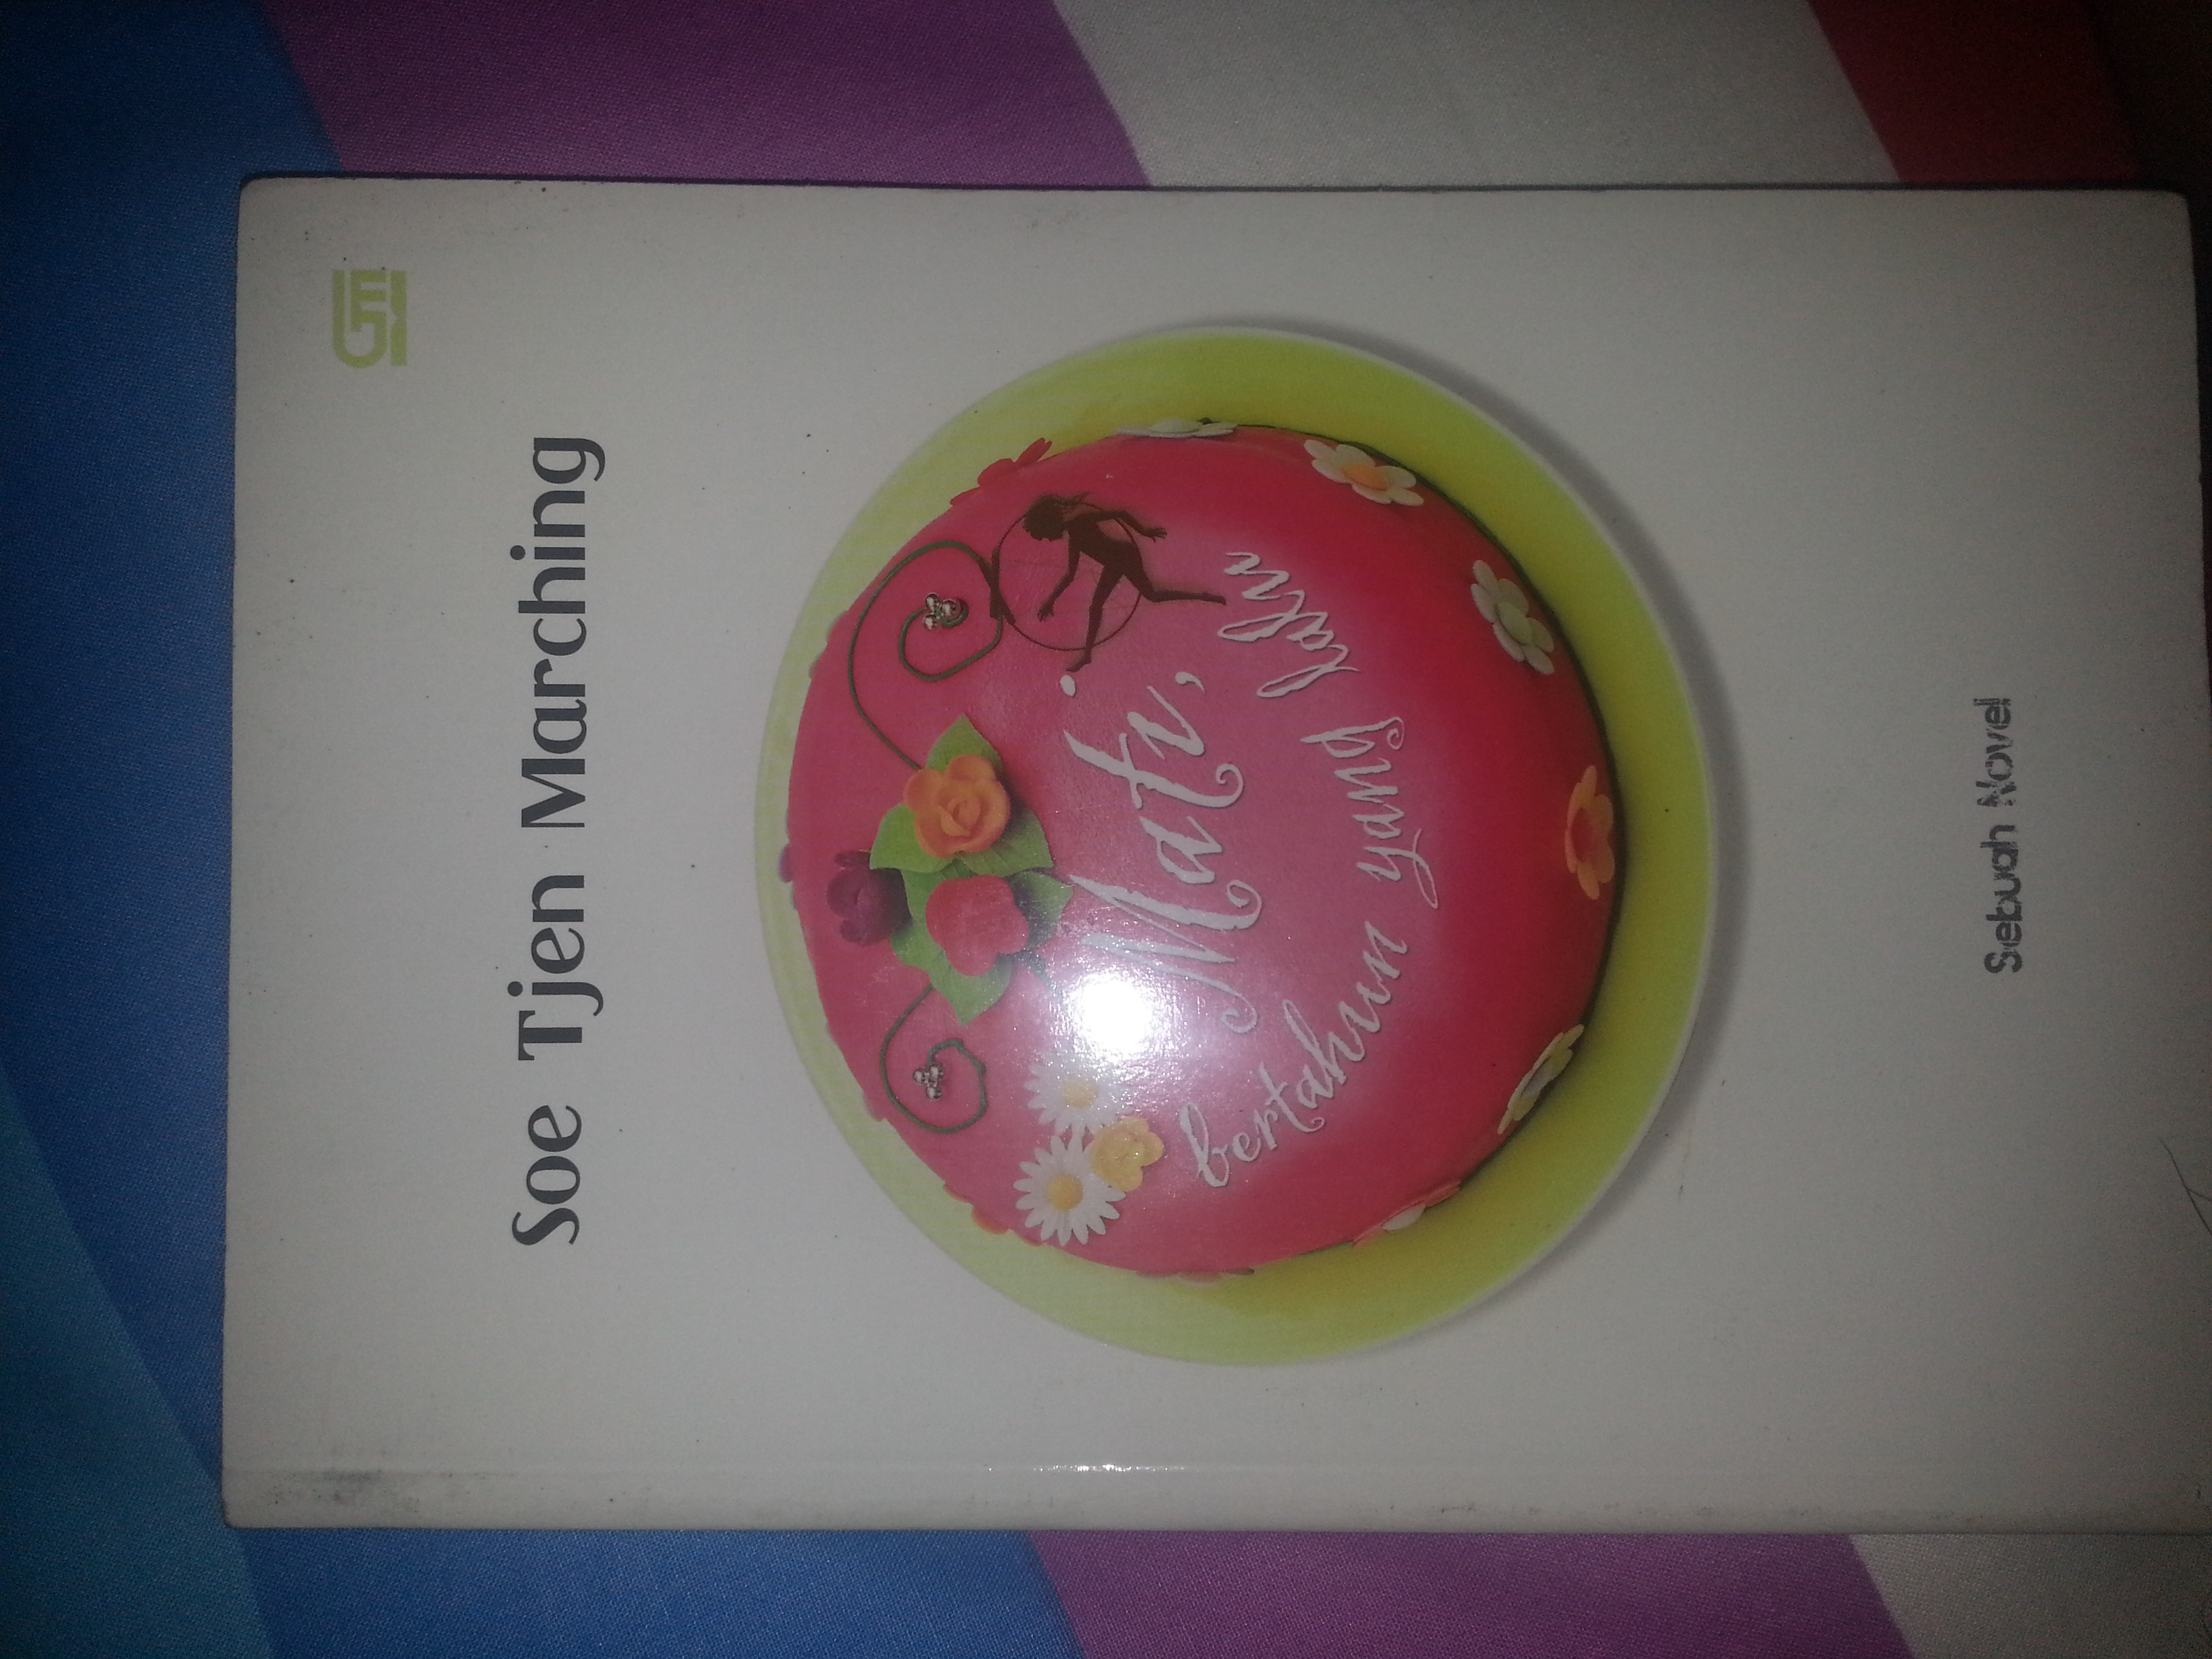 Soe Tjen Marching
Mati,
bertahun yang lalu
Sebuah Novel